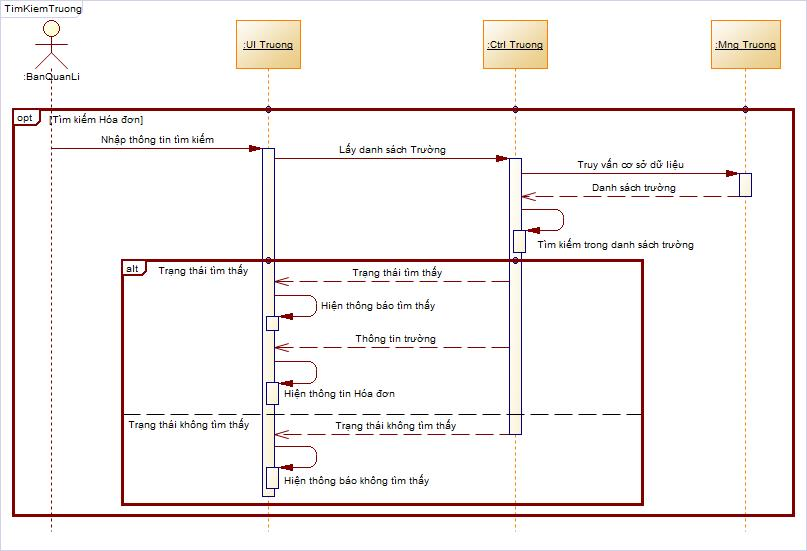 TimKiemTruong
:BanQuanLi
:UI Truong
:Ctrl Truong
:Mng Truong
opt
[Tìm kiếm Hóa đơn]
Nhập thông tin tìm kiếm
Lấy danh sách Trường
Truy vấn cơ sở dữ liệu
Danh sách trường
Tìm kiếm trong danh sách trường
alt
Trạng thái tìm thấy
Trạng thái tìm thấy
Hiện thông báo tìm thấy
Thông tin trường
Hiện thông tin Hóa đơn
Trạng thái không tìm thấy
Trạng thái không tìm thấy
Hiện thông báo không tìm thấy